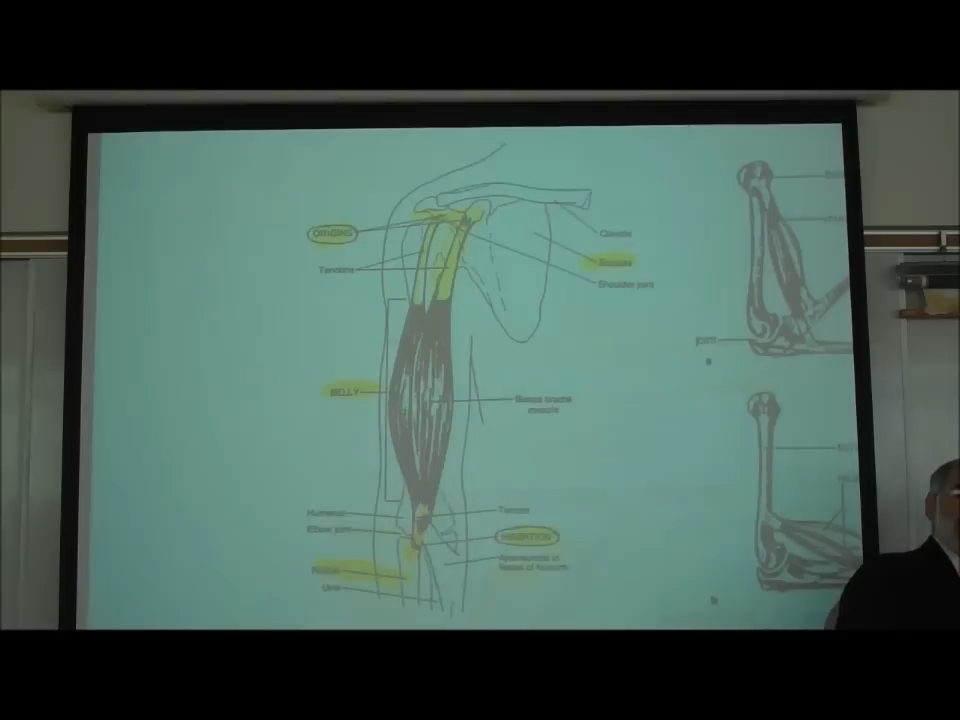 ORIGINS
Clavicle
Scapula
Tendons
Shoulder joint
BELLY
Biceps brachii
muscle
Humerus
Tendon
Elbow joint
INSERTION
Aponeurosis in
fascia of forearm
Radius
Ulna
joint
a
b